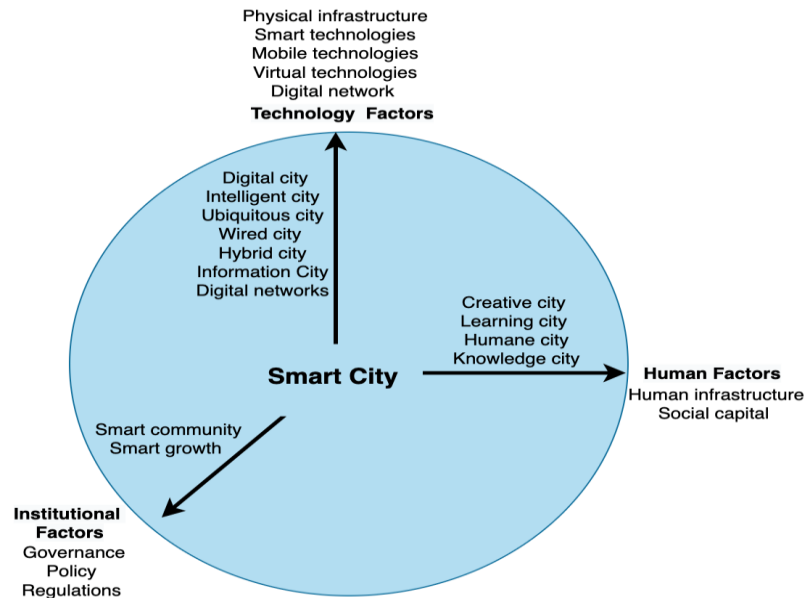 Physical infrastructure
Smart technologies
Mobile technologies
Virtual technologies
Digital network
Technology Factors
Digital city
Intelligent city
Ubiquitous city
Wired city
Hybrid city
Information City
Digital networks
Creative city
Learning city
Humane city
Knowledge city
Smart City
Human Factors
Human infrastructure
Social capital
Smart community
Smart growth
Institutional
Factors
Governance
Policy
Regulations